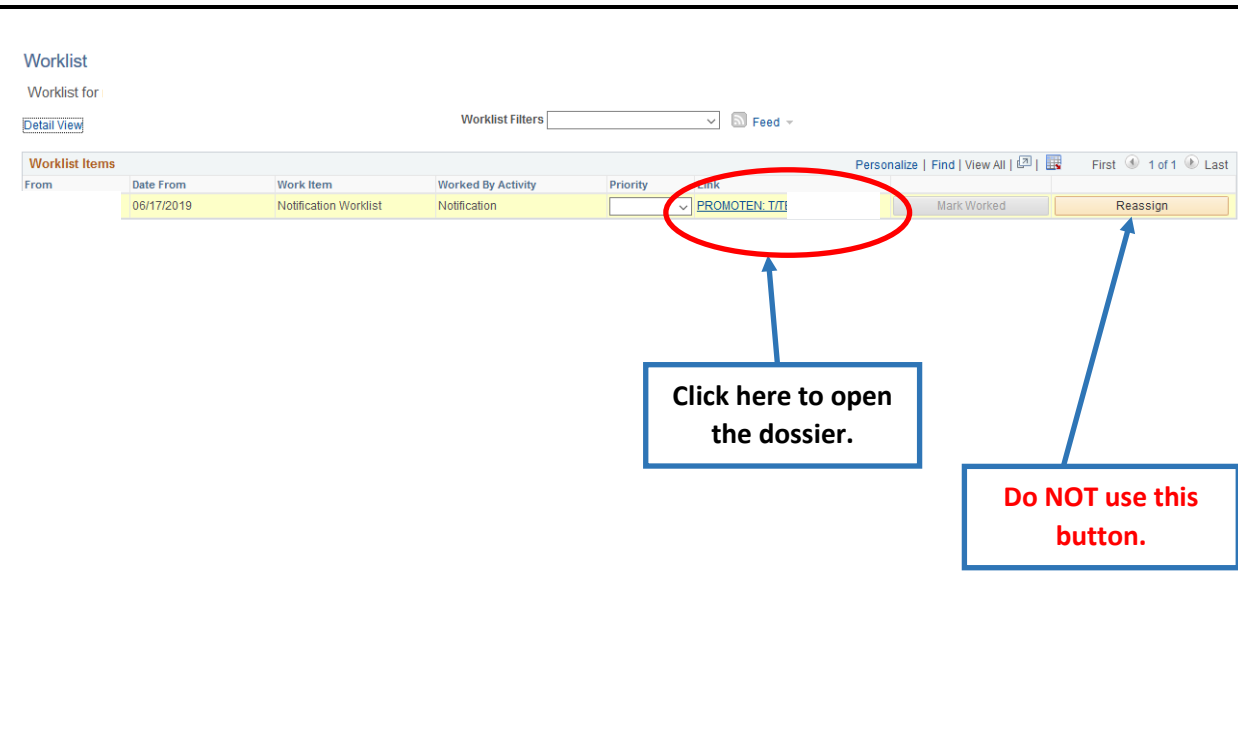 Worklist
Worklist for
Detail View
Worklist Filters
Feed
Worklist Items
Personalize | Find | View All |
First 1 of 1 Last
From Date From Work Item Worked By Activity Priority Link
06/17/2019 Notification Worklist Notification PROMOTEN: T/TE Mark Worked Reassign
Click here to open
the dossier.
Do NOT use this
button.